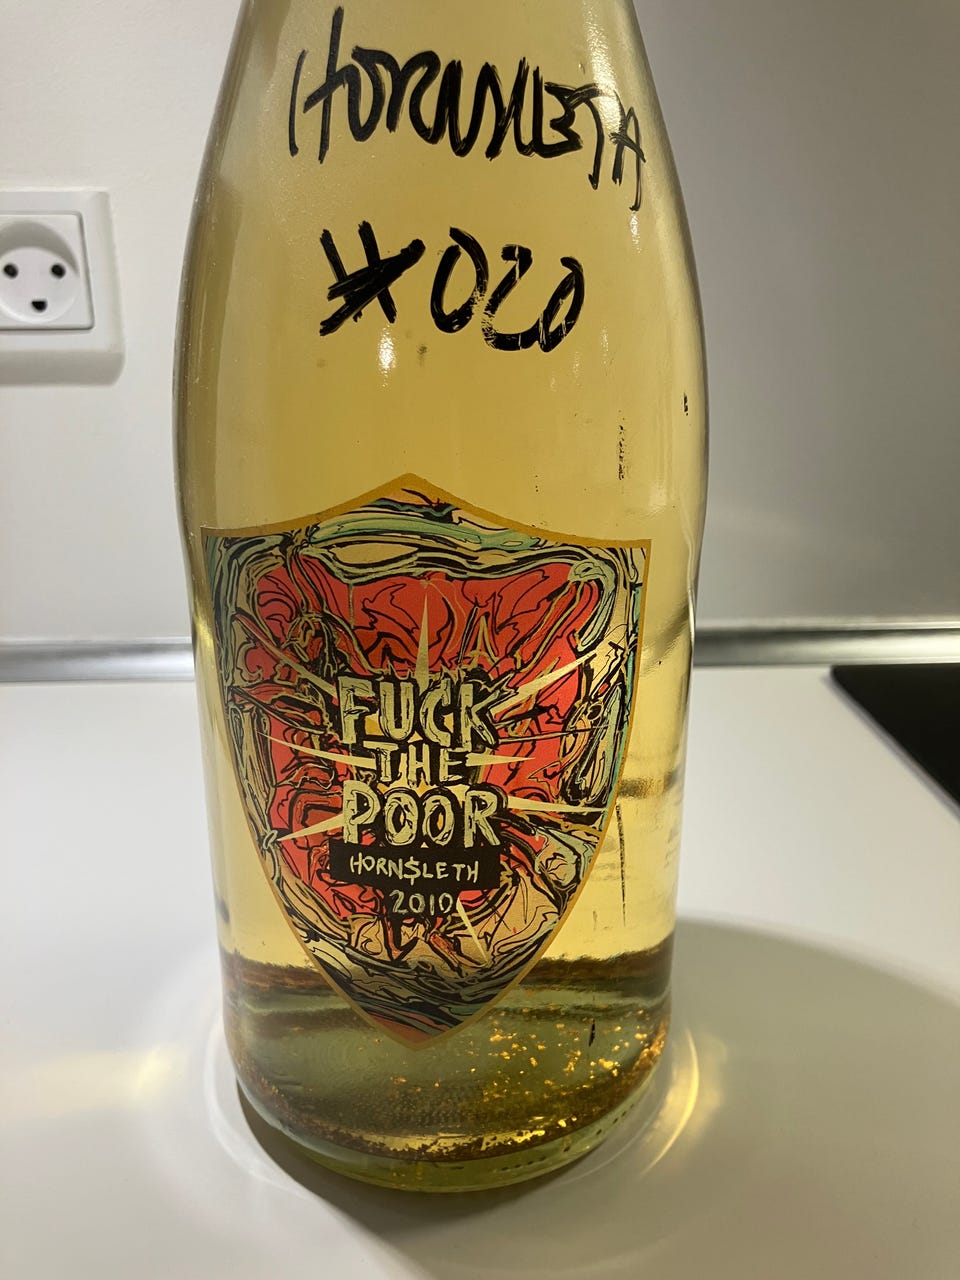 HORNSLETH
#020
FUCK
THE
POOR
HORN$LETH
2010